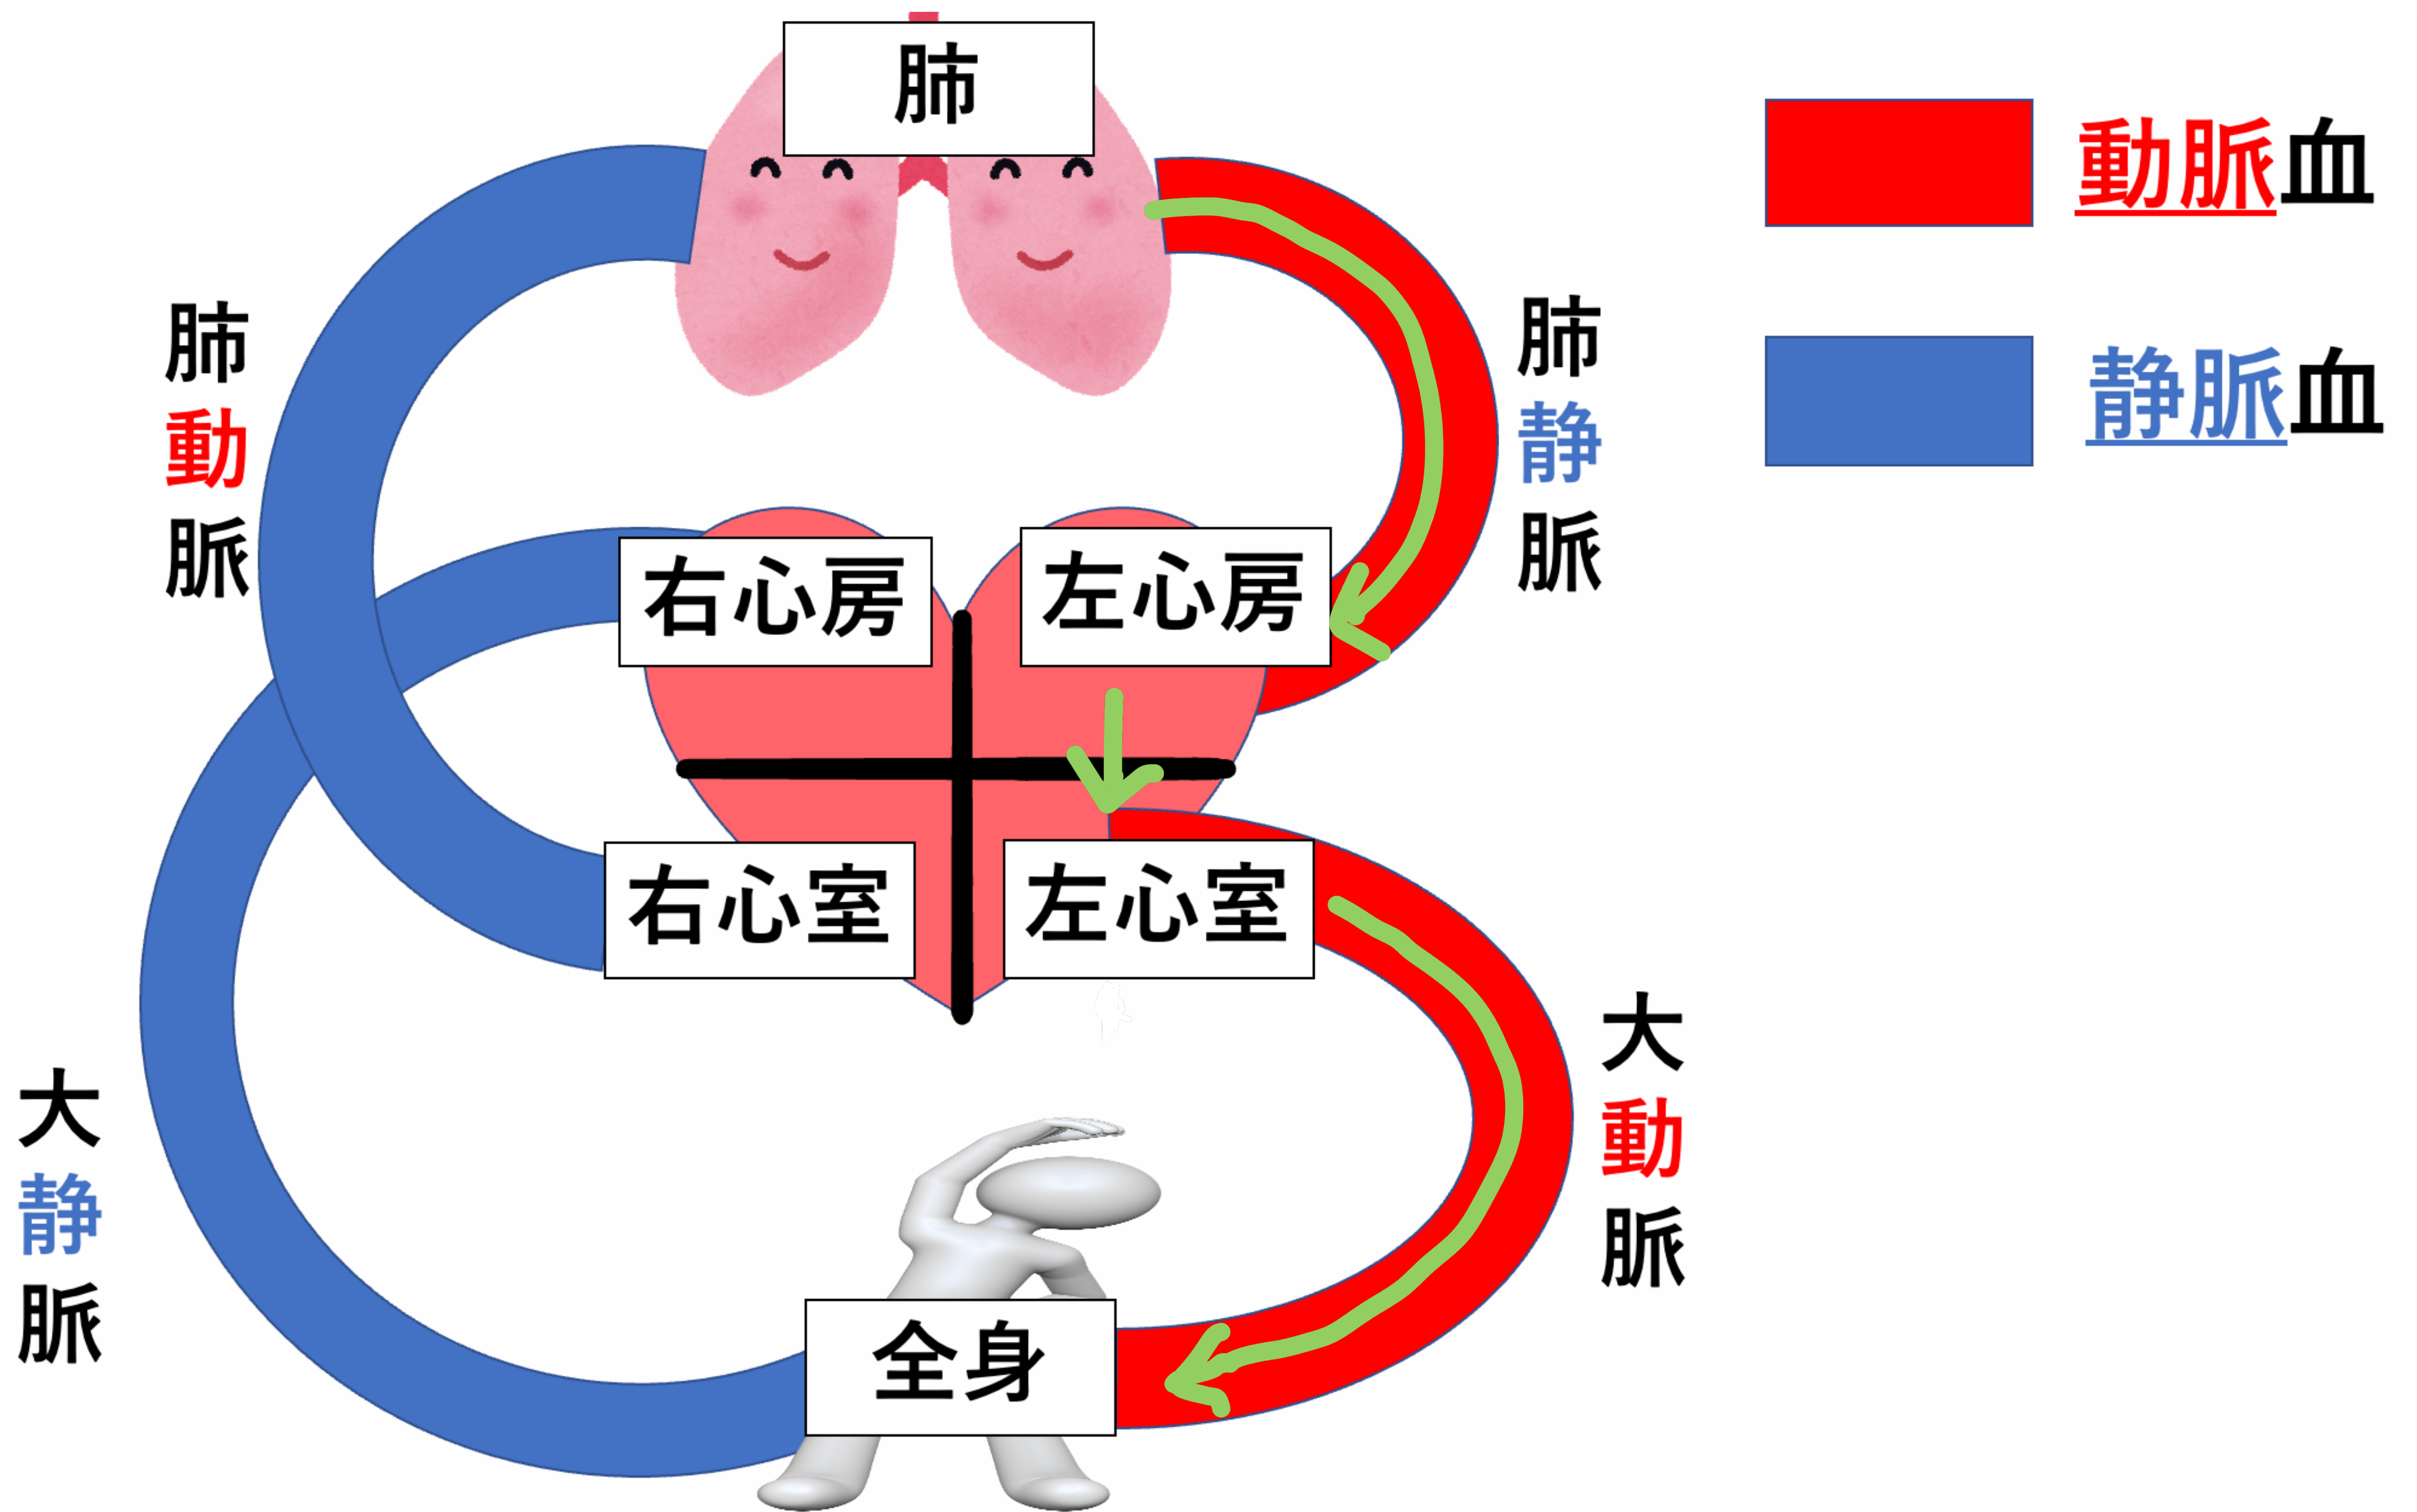 肺
動脈血
静脈血
肺動脈
肺静脈
右心房
左心房
右心室
左心室
大動脈
大静脈
全身